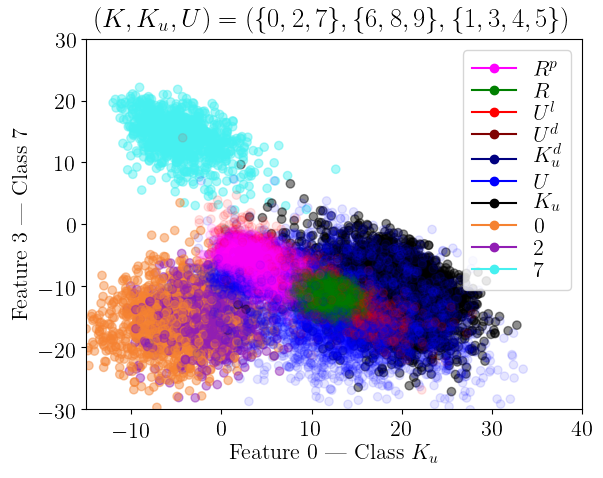 (K, K_u, U) = ({0, 2, 7}, {6, 8, 9}, {1, 3, 4, 5})
30
20
10
0
−10
−20
−30
Feature 3 — Class 7
R^p
R
U^l
U^d
K_u^d
U
K_u
0
2
7
−10
0
10
20
30
40
Feature 0 — Class K_u